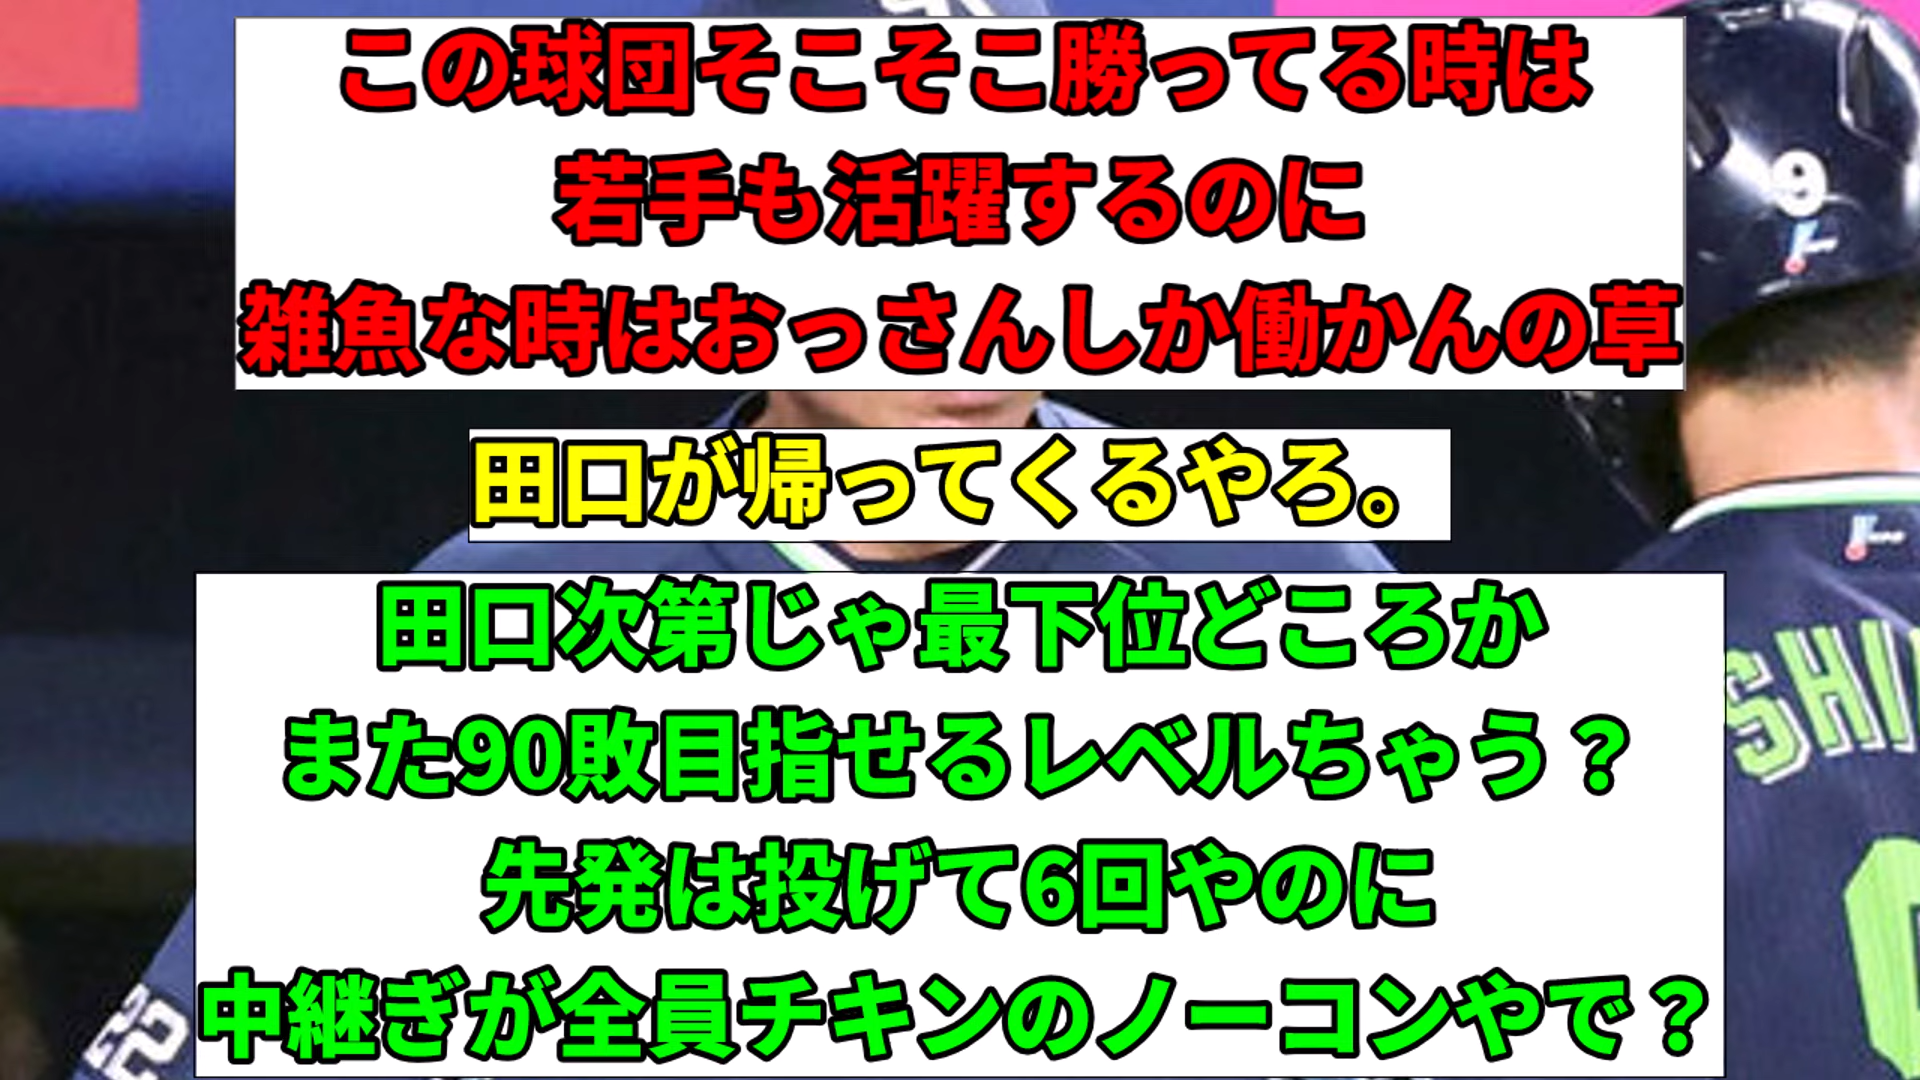 この球団そこそこ勝ってる時は
若手も活躍するのに
雑魚な時はおっさんしか働かんの草
9
田口が帰ってくるやろ。
田口次第じゃ最下位どころか
また90敗目指せるレベルちゃう？
SHI
先発は投げて6回やのに
中継ぎが全員チキンのノーコンやで？
22